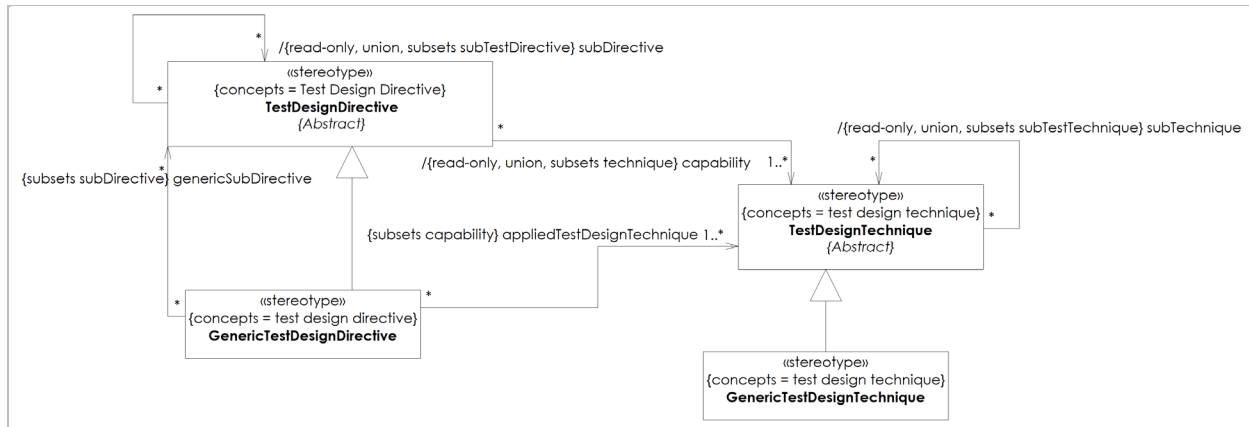 *
/{read-only, union, subsets subTestDirective} subDirective
«stereotype»
{concepts = Test Design Directive}
TestDesignDirective
{Abstract}
*
*
/{read-only, union, subsets subTestTechnique} subTechnique
/{read-only, union, subsets technique} capability
1..*
*
*
{subsets subDirective} genericSubDirective
«stereotype»
{concepts = test design technique}
TestDesignTechnique
{Abstract}
*
{subsets capability} appliedTestDesignTechnique 1..*
*
«stereotype»
{concepts = test design directive}
GenericTestDesignDirective
*
«stereotype»
{concepts = test design technique}
GenericTestDesignTechnique